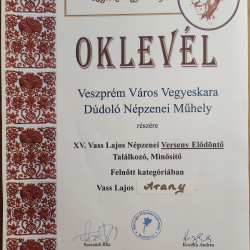 OKLEVÉL
Veszprém Város Vegyeskara
Dúdoló Népzenei Műhely
részére
XV. Vass Lajos Népzenei Verseny Elődöntő
Találkozó, Minősítő
Felnőtt kategóriában
Vass Lajos Arany